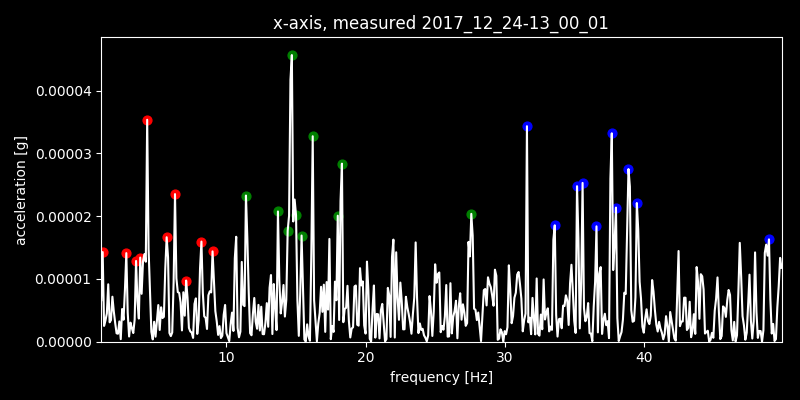 x-axis, measured 2017_12_24-13_00_01
0.00004
0.00003
0.00002
0.00001
0.00000
acceleration [g]
10 20 30 40
frequency [Hz]